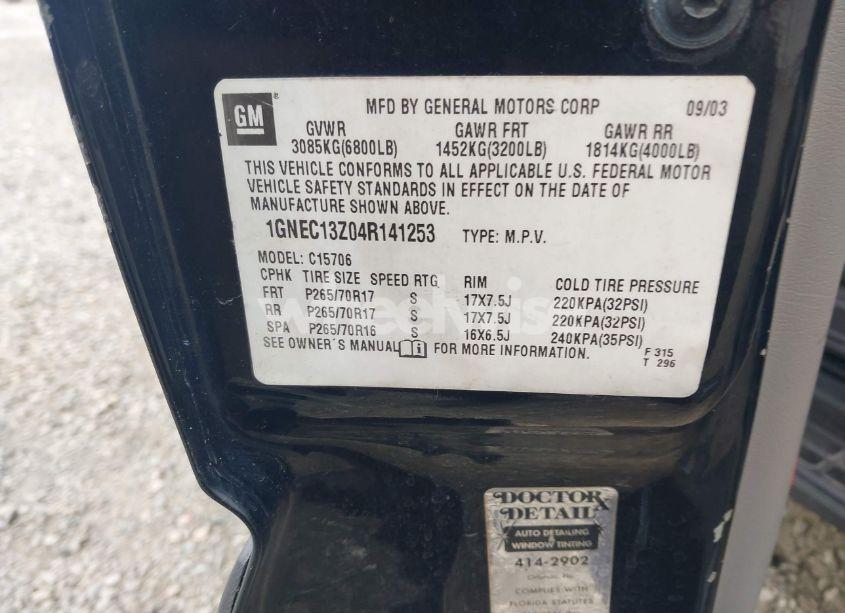 GM
MFD BY GENERAL MOTORS CORP 09/03
GVWR GAWR FRT GAWR RR
3085KG(6800LB) 1452KG(3200LB) 1814KG(4000LB)
THIS VEHICLE CONFORMS TO ALL APPLICABLE U.S. FEDERAL MOTOR
VEHICLE SAFETY STANDARDS IN EFFECT ON THE DATE OF
MANUFACTURE SHOWN ABOVE.
1GNEC13Z04R141253 TYPE: M.P.V.
MODEL: C15706
CPHK TIRE SIZE SPEED RTG RIM COLD TIRE PRESSURE
FRT P265/70R17 S 17X7.5J 220KPA(32PSI)
RR P265/70R17 S 17X7.5J 220KPA(32PSI)
SPA P265/70R16 S 16X6.5J 240KPA(35PSI)
SEE OWNER´S MANUAL FOR MORE INFORMATION.
F 315
T 296
DOCTOR
DETAIL
AUTO DETAILING
&
WINDOW TINTING
414-2902
COMPLIES WITH
FLORIDA STATUTES